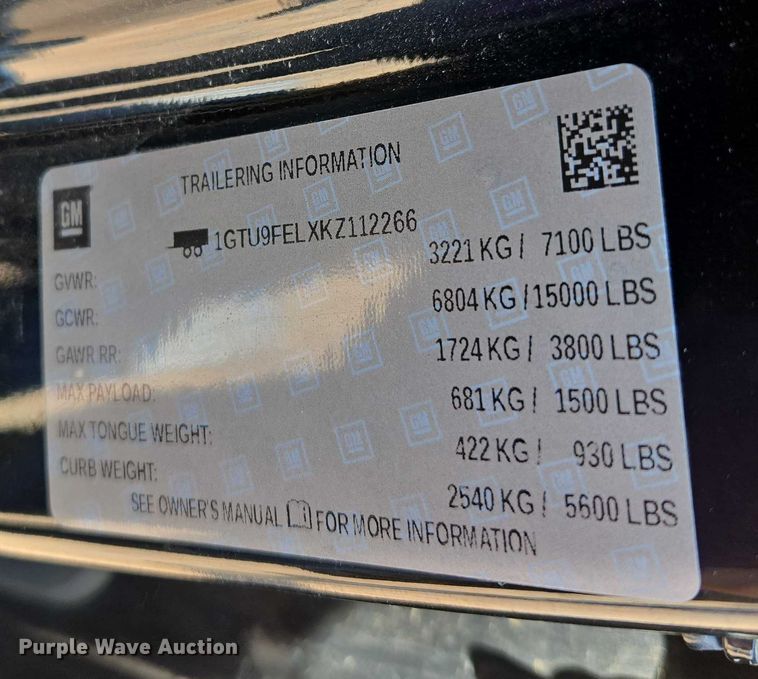 GM
TRAILERING INFORMATION
1GTU9FELXKZ112266
GVWR: 3221 KG / 7100 LBS
GCWR: 6804 KG / 15000 LBS
GAWR RR: 1724 KG / 3800 LBS
MAX PAYLOAD: 681 KG / 1500 LBS
MAX TONGUE WEIGHT: 422 KG / 930 LBS
CURB WEIGHT: 2540 KG / 5600 LBS
SEE OWNER'S MANUAL FOR MORE INFORMATION
Purple Wave Auction